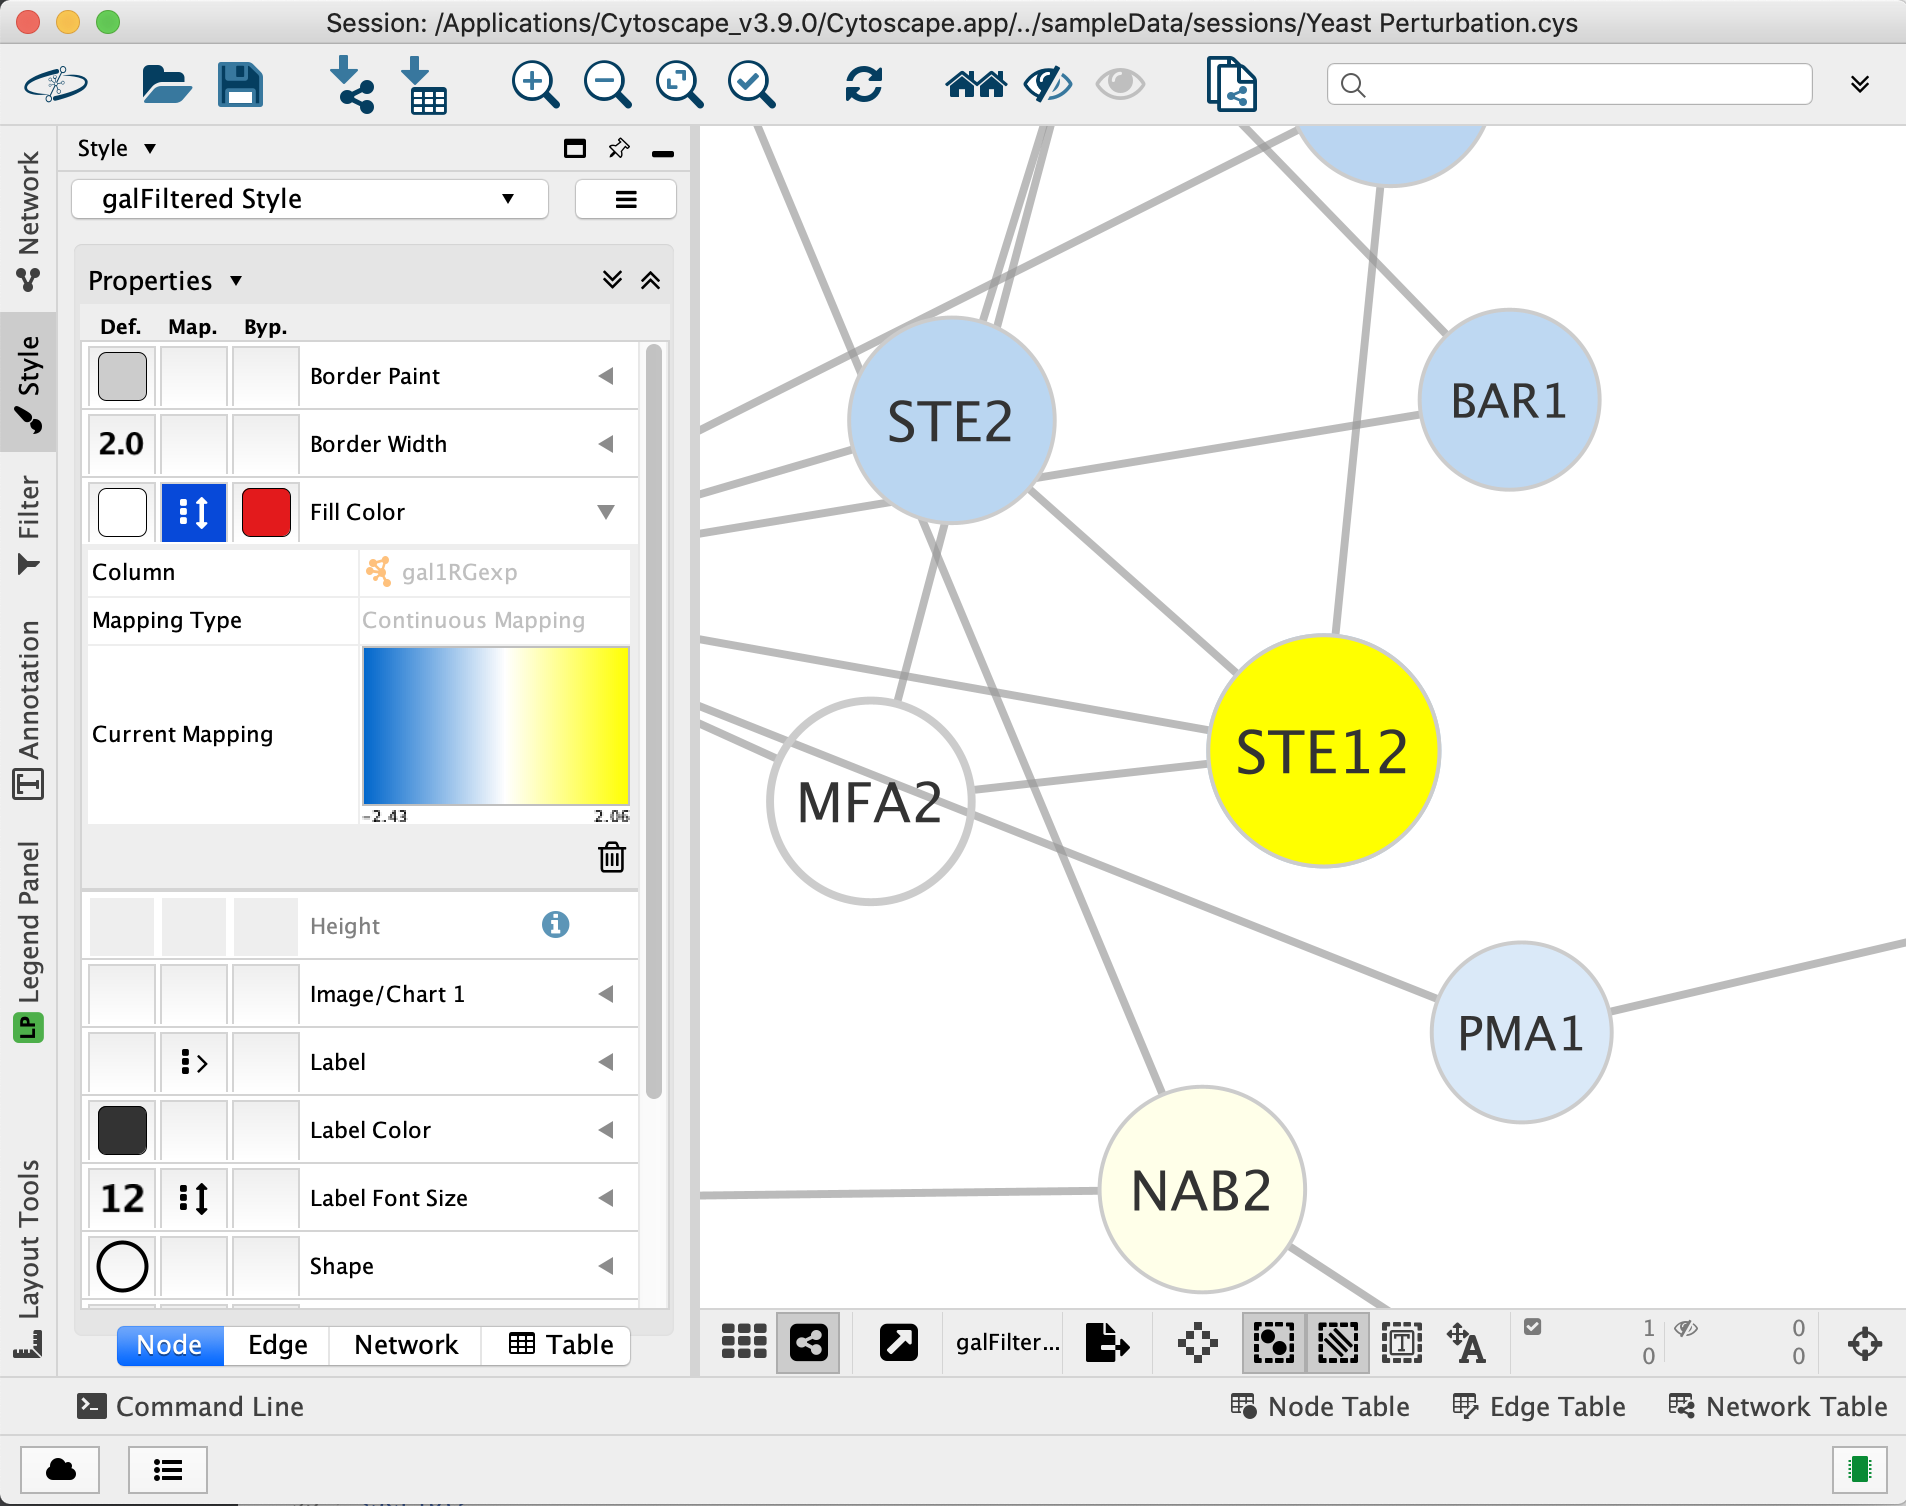 Session: /Applications/Cytoscape_v3.9.0/Cytoscape.app/../sampleData/sessions/Yeast Perturbation.cys
Network
Style
Filter
Annotation
Legend Panel
LP
Layout Tools
Style
galFiltered Style
Properties
Def. Map. Byp.
Border Paint
2.0 Border Width
Fill Color
Column gal1RGexp
Mapping Type Continuous Mapping
Current Mapping
-2.43 2.06
Height
Image/Chart 1
Label
Label Color
12 Label Font Size
Shape
Node Edge Network Table
STE2
BAR1
STE12
MFA2
PMA1
NAB2
galFilter...
1 0
0 0
Command Line
Node Table Edge Table Network Table